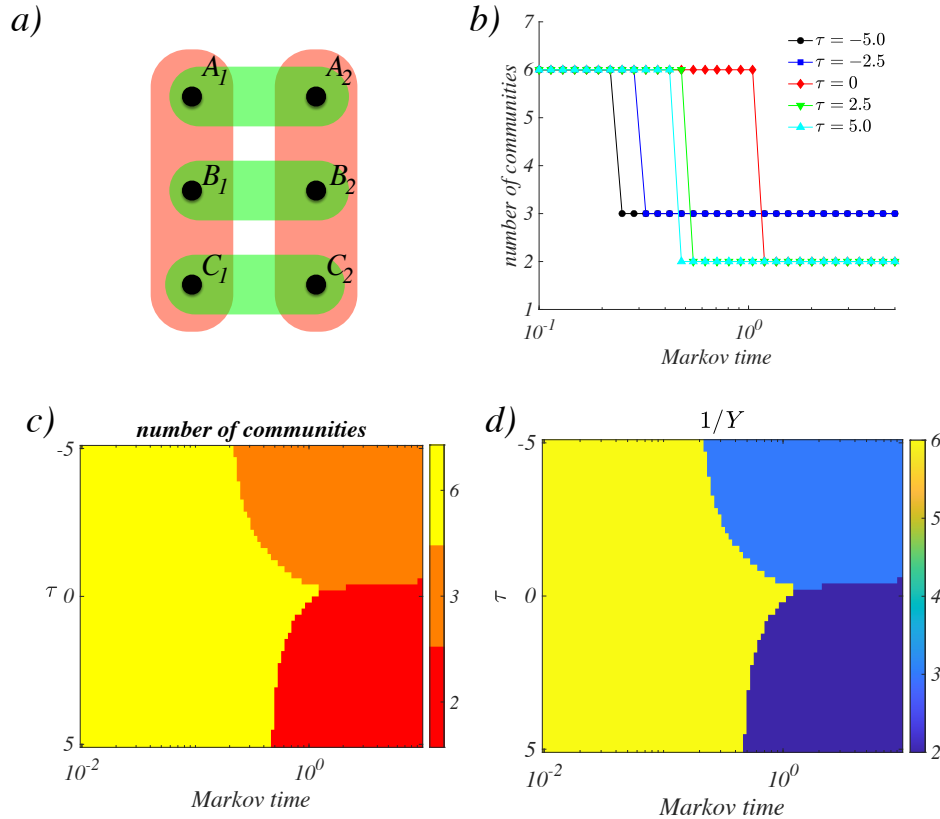 a)
A1 A2
B1 B2
C1 C2
b)
7
6
5
4
3
2
1
number of communities
10^-1 10^0
Markov time
τ = −5.0
τ = −2.5
τ = 0
τ = 2.5
τ = 5.0
c)
number of communities
-5
τ 0
5
10^-2 10^0
Markov time
6
3
2
d)
1/Y
-5
τ 0
5
10^-2 10^0
Markov time
6
5
4
3
2